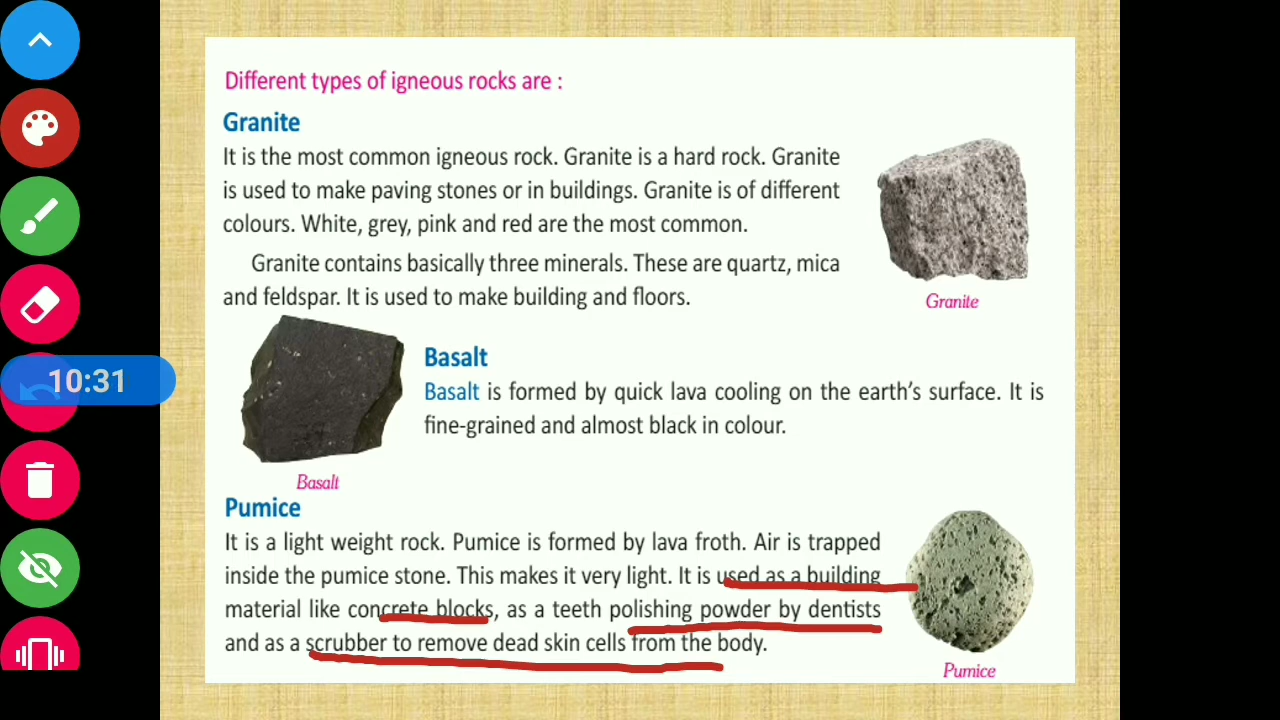 Different types of igneous rocks are :
Granite
It is the most common igneous rock. Granite is a hard rock. Granite
is used to make paving stones or in buildings. Granite is of different
colours. White, grey, pink and red are the most common.
Granite contains basically three minerals. These are quartz, mica
and feldspar. It is used to make building and floors.
Granite
10:31
Basalt
Basalt is formed by quick lava cooling on the earth's surface. It is
fine-grained and almost black in colour.
Basalt
Pumice
It is a light weight rock. Pumice is formed by lava froth. Air is trapped
inside the pumice stone. This makes it very light. It is used as a building
material like concrete blocks, as a teeth polishing powder by dentists
and as a scrubber to remove dead skin cells from the body.
Pumice